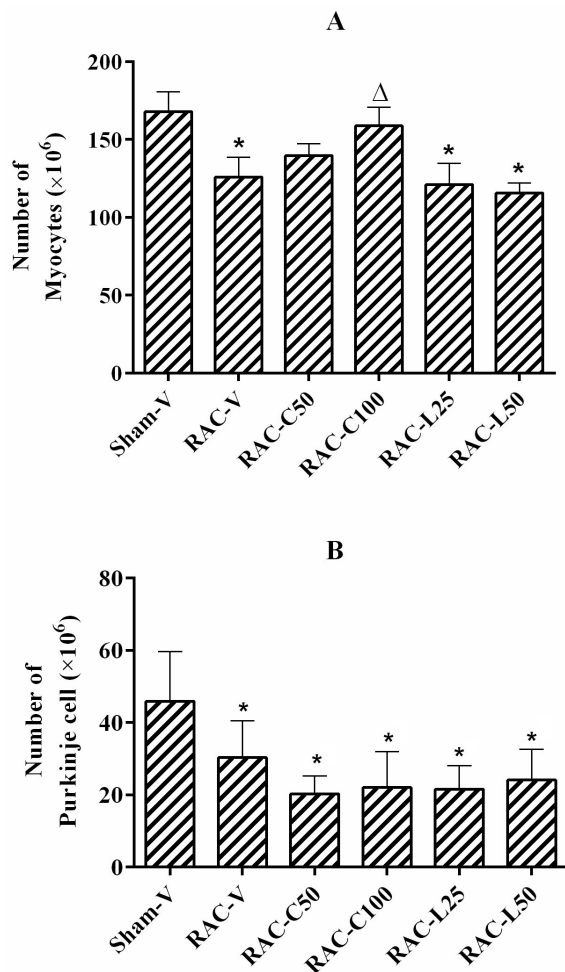 A
Number of
Myocytes (×10⁶)
200
150
100
50
0
*
Δ
*
*
Sham-V
RAC-V
RAC-C50
RAC-C100
RAC-L25
RAC-L50
B
Number of
Purkinje cell (×10⁶)
80
60
40
20
0
*
*
*
*
*
Sham-V
RAC-V
RAC-C50
RAC-C100
RAC-L25
RAC-L50